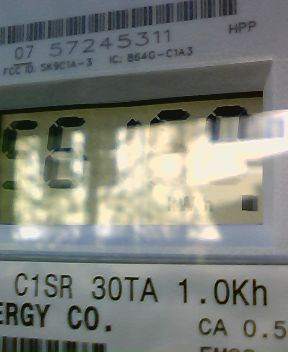 07 57245311
HPP
FCC ID: SK9C1A-3 IC: 864G-C1A3
C1SR 30TA 1.0Kh
ERGY CO.
CA 0.5